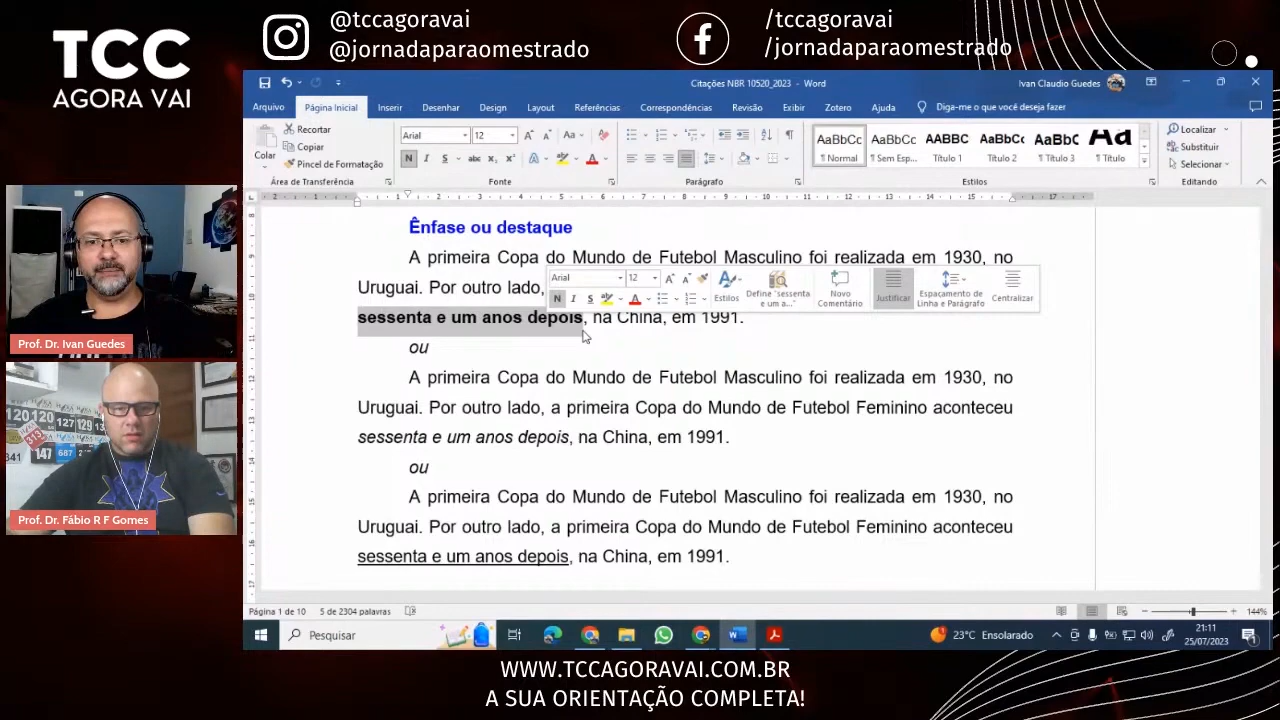 TCC
AGORA VAI
@tccagoravai
@jornadaparaomestrado
/tccagoravai
/jornadaparaomestrado
Citações NBR 10520_2023 - Word
Ivan Claudio Guedes
Arquivo Página Inicial Inserir Desenhar Design Layout Referências Correspondências Revisão Exibir Zotero Ajuda Diga-me o que você deseja fazer
Colar
Recortar
Copiar
Pincel de Formatação
Área de Transferência
Arial 12
N I S abc x₂ x²
Fonte
Parágrafo
AaBbCc AaBbCc AABBC AaBbCc AaBbC Aa
¶ Normal ¶ Sem Esp... Título 1 Título 2 ¶ Título 3 ¶ Título
Estilos
Localizar
Substituir
Selecionar
Editando
Ênfase ou destaque
A primeira Copa do Mundo de Futebol Masculino foi realizada em 1930, no
Uruguai. Por outro lado,
Arial 12
N I S
Estilos
Define "sessenta e um a..."
Novo Comentário
Justificar
Espaçamento de Linha e Parágrafo
Centralizar
sessenta e um anos depois, na China, em 1991.
ou
A primeira Copa do Mundo de Futebol Masculino foi realizada em 1930, no
Uruguai. Por outro lado, a primeira Copa do Mundo de Futebol Feminino aconteceu
sessenta e um anos depois, na China, em 1991.
ou
A primeira Copa do Mundo de Futebol Masculino foi realizada em 1930, no
Uruguai. Por outro lado, a primeira Copa do Mundo de Futebol Feminino aconteceu
sessenta e um anos depois, na China, em 1991.
Prof. Dr. Ivan Guedes
Prof. Dr. Fábio R F Gomes
Página 1 de 10 5 de 2304 palavras
144%
Pesquisar
23°C Ensolarado
21:11
25/07/2023
WWW.TCCAGORAVAI.COM.BR
A SUA ORIENTAÇÃO COMPLETA!